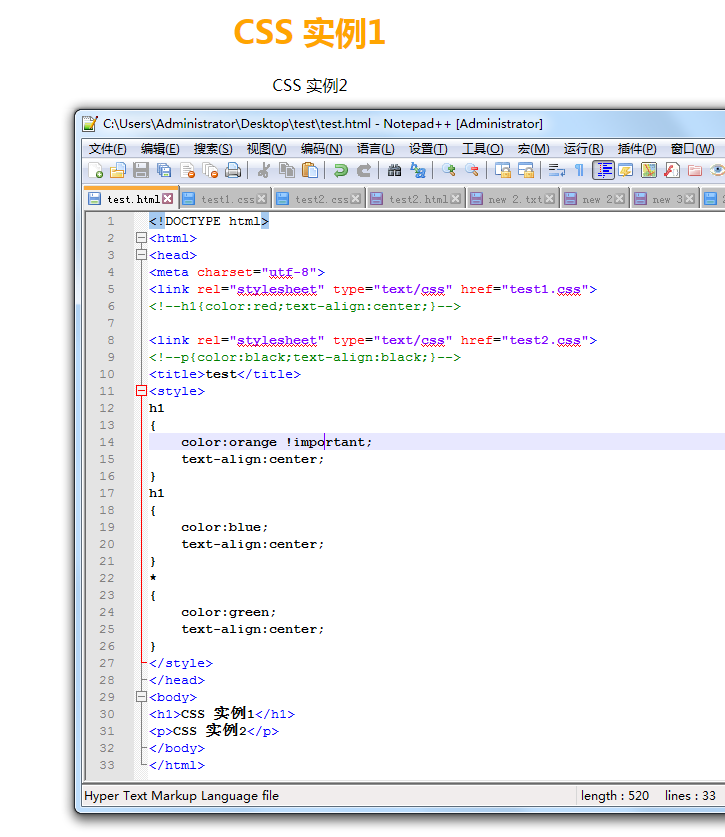 CSS 实例1
CSS 实例2
C:\Users\Administrator\Desktop\test\test.html - Notepad++ [Administrator]
文件(F) 编辑(E) 搜索(S) 视图(V) 编码(N) 语言(L) 设置(T) 工具(O) 宏(M) 运行(R) 插件(P) 窗口(W)
test.html test1.css test2.css test2.html new 2.txt new 2 new 3
1 <!DOCTYPE html>
2 <html>
3 <head>
4 <meta charset="utf-8">
5 <link rel="stylesheet" type="text/css" href="test1.css">
6 <!--h1{color:red;text-align:center;}-->
7
8 <link rel="stylesheet" type="text/css" href="test2.css">
9 <!--p{color:black;text-align:black;}-->
10 <title>test</title>
11 <style>
12 h1
13 {
14 color:orange !important;
15 text-align:center;
16 }
17 h1
18 {
19 color:blue;
20 text-align:center;
21 }
22 *
23 {
24 color:green;
25 text-align:center;
26 }
27 </style>
28 </head>
29 <body>
30 <h1>CSS 实例1</h1>
31 <p>CSS 实例2</p>
32 </body>
33 </html>
Hyper Text Markup Language file length : 520 lines : 33